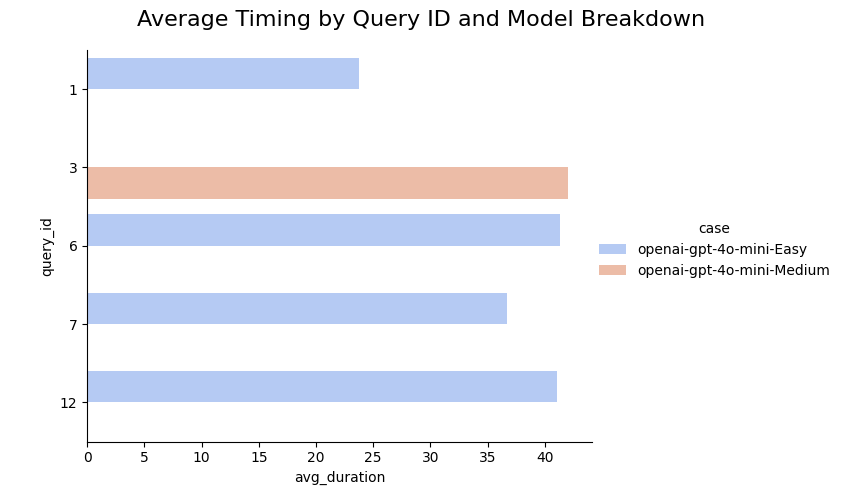 Average Timing by Query ID and Model Breakdown
1
3
6
7
12
query_id
0 5 10 15 20 25 30 35 40
avg_duration
case
openai-gpt-4o-mini-Easy
openai-gpt-4o-mini-Medium